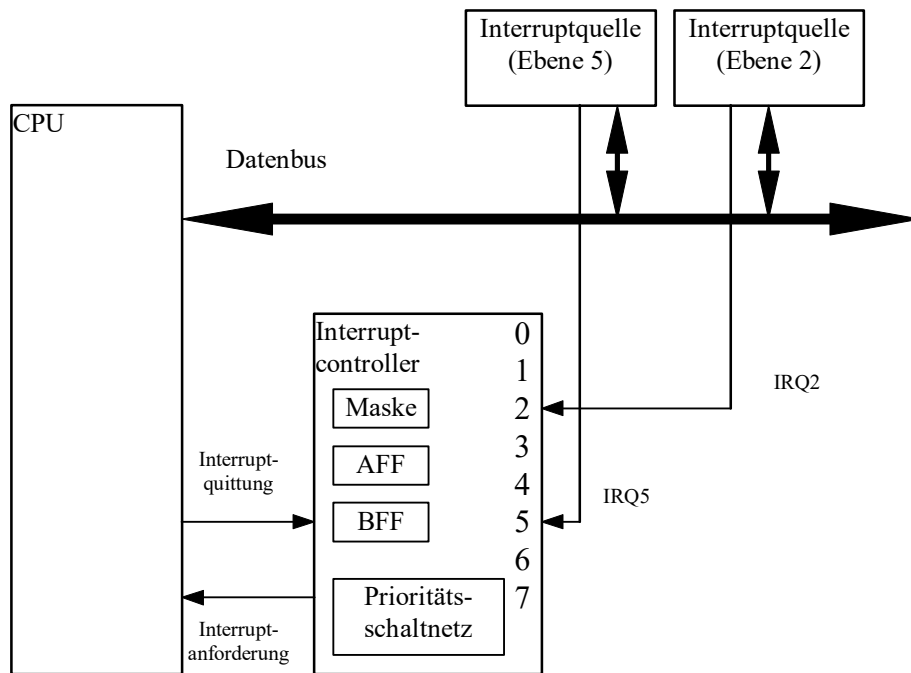 Interruptquelle
(Ebene 5)
Interruptquelle
(Ebene 2)
CPU
Datenbus
Interrupt-
controller
0
1
2
3
4
5
6
7
Maske
AFF
BFF
Prioritäts-
schaltnetz
IRQ2
IRQ5
Interrupt-
quittung
Interrupt-
anforderung